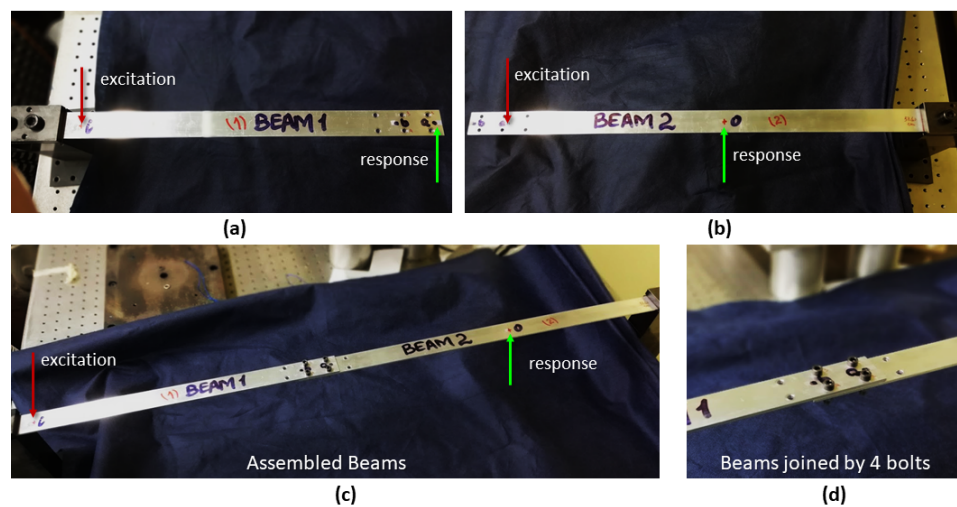 excitation
(1) BEAM 1
response
(a)
excitation
BEAM 2
(2)
response
(b)
excitation
(1) BEAM 1
BEAM 2
(2)
response
Assembled Beams
(c)
1
Beams joined by 4 bolts
(d)